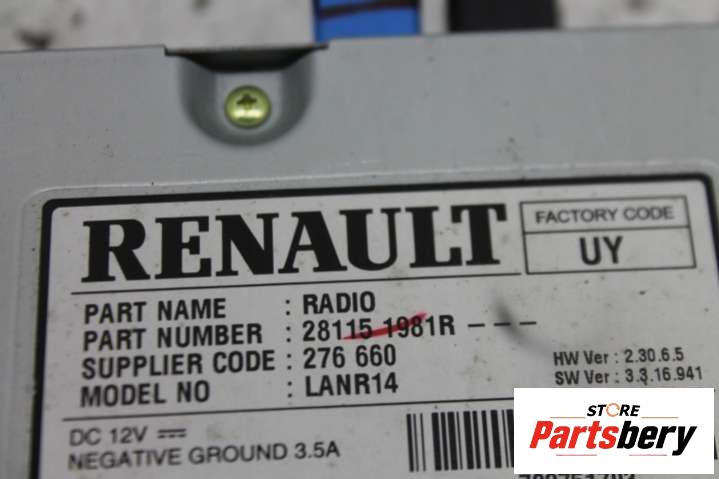 RENAULT
FACTORY CODE
UY
PART NAME : RADIO
PART NUMBER : 28115 1981R - - -
SUPPLIER CODE : 276 660
MODEL NO : LANR14
HW Ver : 2.30.6.5
SW Ver : 3.3.16.941
DC 12V
NEGATIVE GROUND 3.5A
STORE
Partsbery